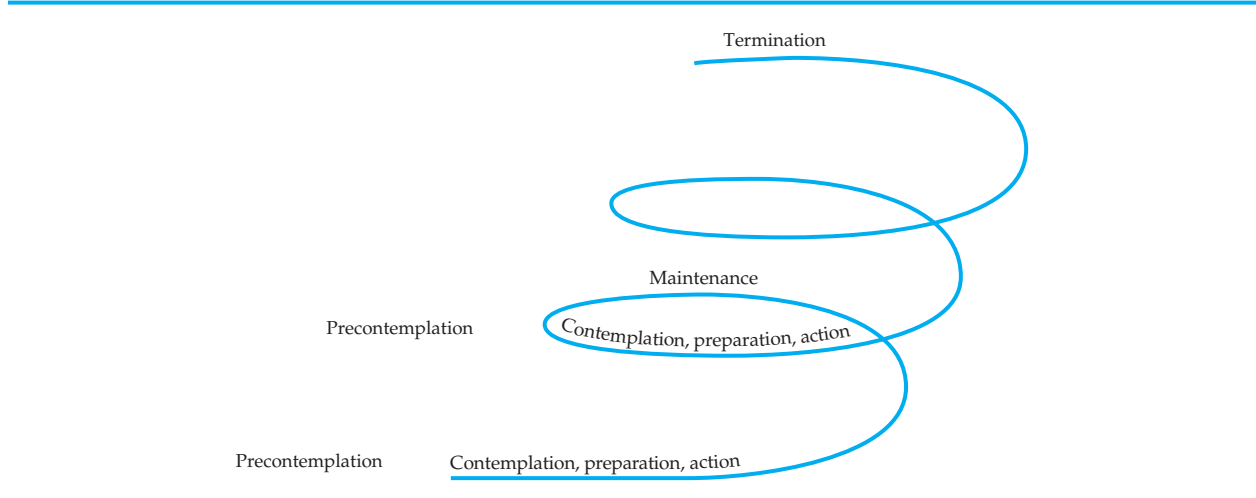 Termination
Maintenance
Precontemplation
Contemplation, preparation, action
Precontemplation
Contemplation, preparation, action